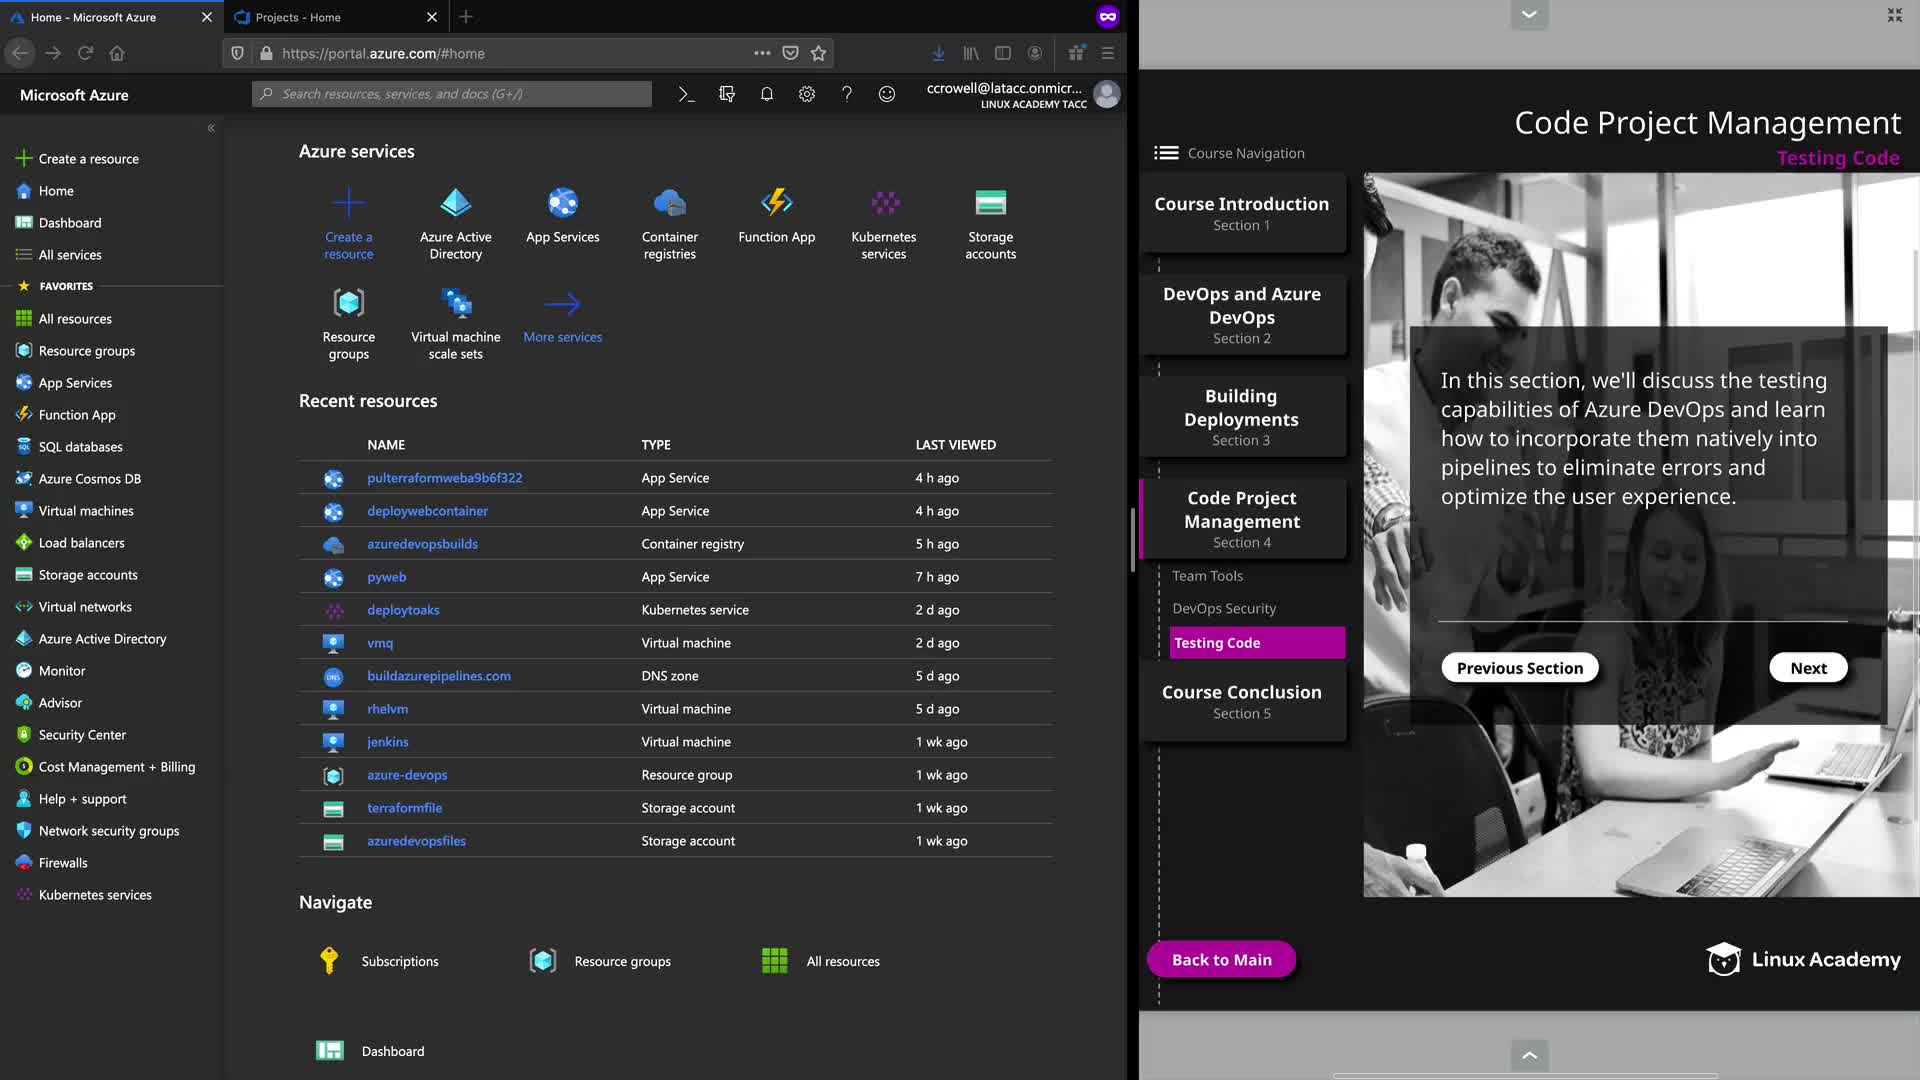 Home - Microsoft Azure
Projects - Home
https://portal.azure.com/#home
Microsoft Azure
Search resources, services, and docs (G+/)
ccrowell@latacc.onmicr...
LINUX ACADEMY TACC
Create a resource
Home
Dashboard
All services
FAVORITES
All resources
Resource groups
App Services
Function App
SQL databases
Azure Cosmos DB
Virtual machines
Load balancers
Storage accounts
Virtual networks
Azure Active Directory
Monitor
Advisor
Security Center
Cost Management + Billing
Help + support
Network security groups
Firewalls
Kubernetes services
Azure services
Create a
resource
Azure Active
Directory
App Services
Container
registries
Function App
Kubernetes
services
Storage
accounts
Resource
groups
Virtual machine
scale sets
More services
Recent resources
NAME TYPE LAST VIEWED
pulterraformweba9b6f322 App Service 4 h ago
deploywebcontainer App Service 4 h ago
azuredevopsbuilds Container registry 5 h ago
pyweb App Service 7 h ago
deploytoaks Kubernetes service 2 d ago
vmq Virtual machine 2 d ago
DNS buildazurepipelines.com DNS zone 5 d ago
rhelvm Virtual machine 5 d ago
jenkins Virtual machine 1 wk ago
azure-devops Resource group 1 wk ago
terraformfile Storage account 1 wk ago
azuredevopsfiles Storage account 1 wk ago
Navigate
Subscriptions
Resource groups
All resources
Dashboard
Code Project Management
Testing Code
Course Navigation
Course Introduction
Section 1
DevOps and Azure
DevOps
Section 2
Building
Deployments
Section 3
Code Project
Management
Section 4
Team Tools
DevOps Security
Testing Code
Course Conclusion
Section 5
Back to Main
In this section, we'll discuss the testing
capabilities of Azure DevOps and learn
how to incorporate them natively into
pipelines to eliminate errors and
optimize the user experience.
Previous Section
Next
Linux Academy